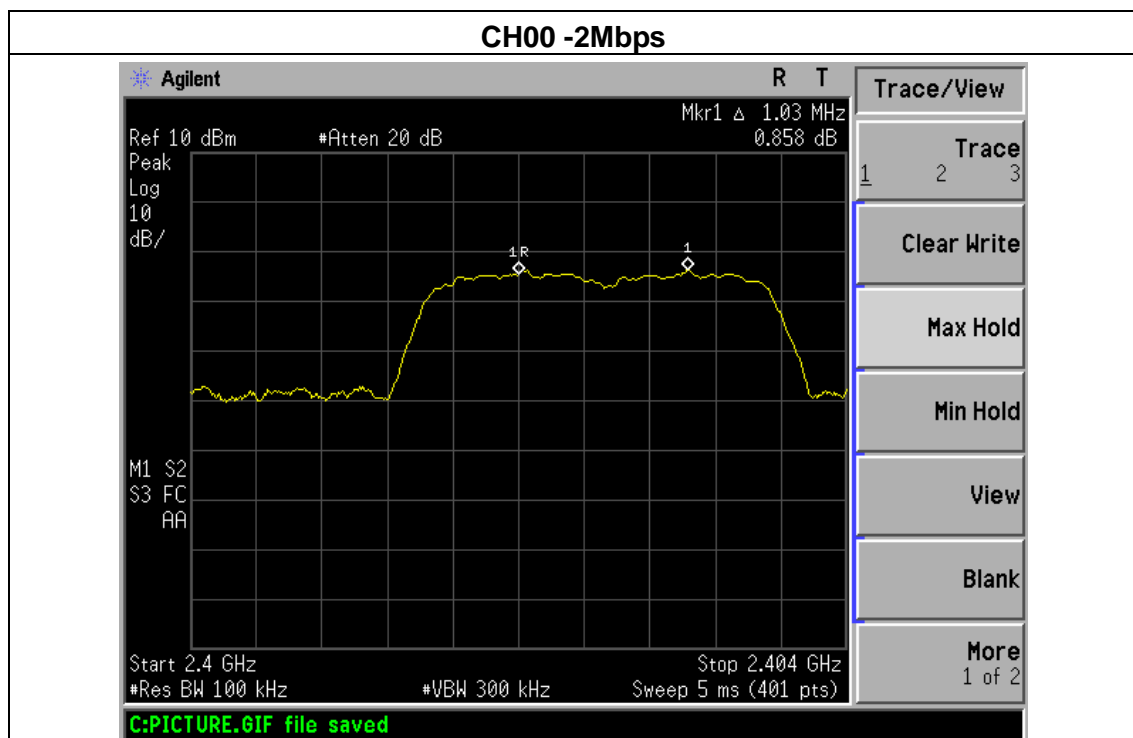 CH00 -2Mbps
Agilent
R T
Mkr1 Δ 1.03 MHz
Ref 10 dBm #Atten 20 dB 0.858 dB
Peak
Log
10
dB/
1R
1
M1 S2
S3 FC
AA
Start 2.4 GHz Stop 2.404 GHz
#Res BW 100 kHz #VBW 300 kHz Sweep 5 ms (401 pts)
C:PICTURE.GIF file saved
Trace/View
Trace
1 2 3
Clear Write
Max Hold
Min Hold
View
Blank
More
1 of 2